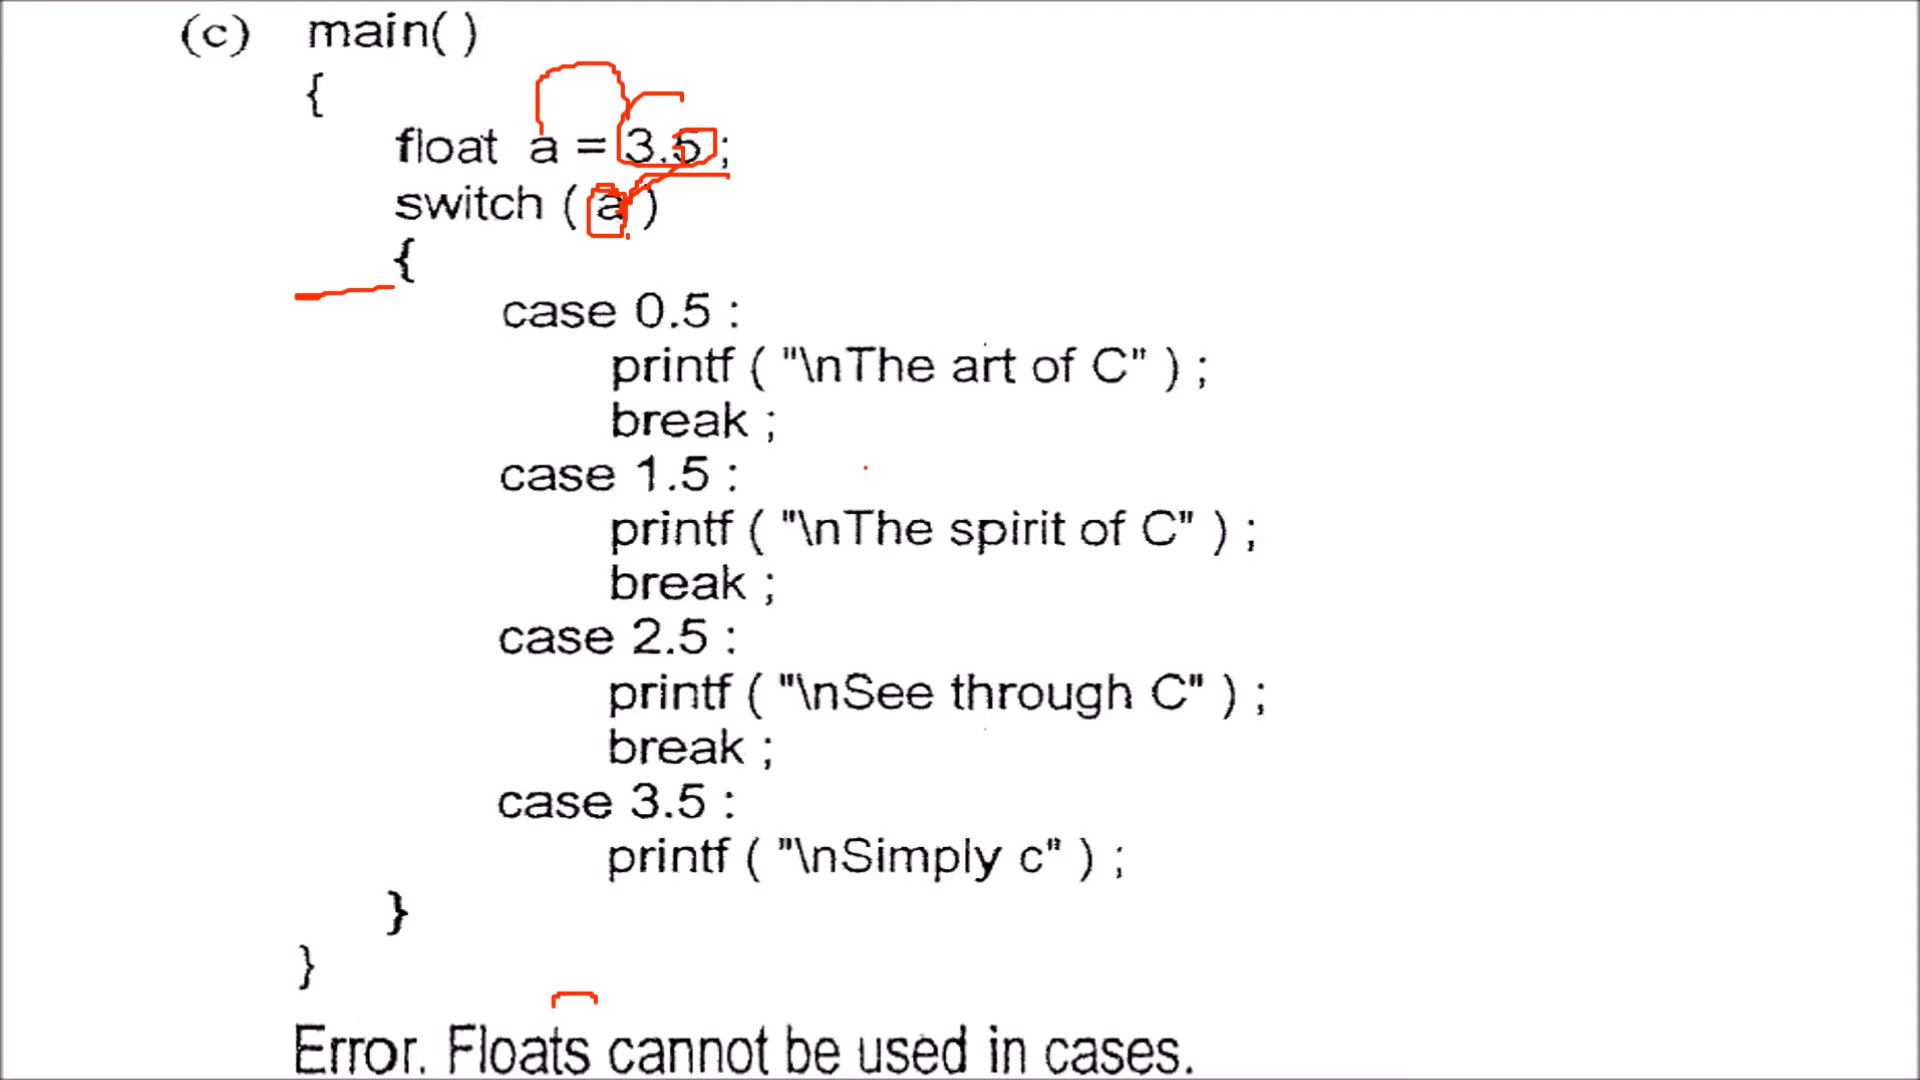 (c) main( )
{
float a = 3.5 ;
switch ( a )
{
case 0.5 :
printf ( "\nThe art of C" ) ;
break ;
case 1.5 :
printf ( "\nThe spirit of C" ) ;
break ;
case 2.5 :
printf ( "\nSee through C" ) ;
break ;
case 3.5 :
printf ( "\nSimply c" ) ;
}
}
Error. Floats cannot be used in cases.